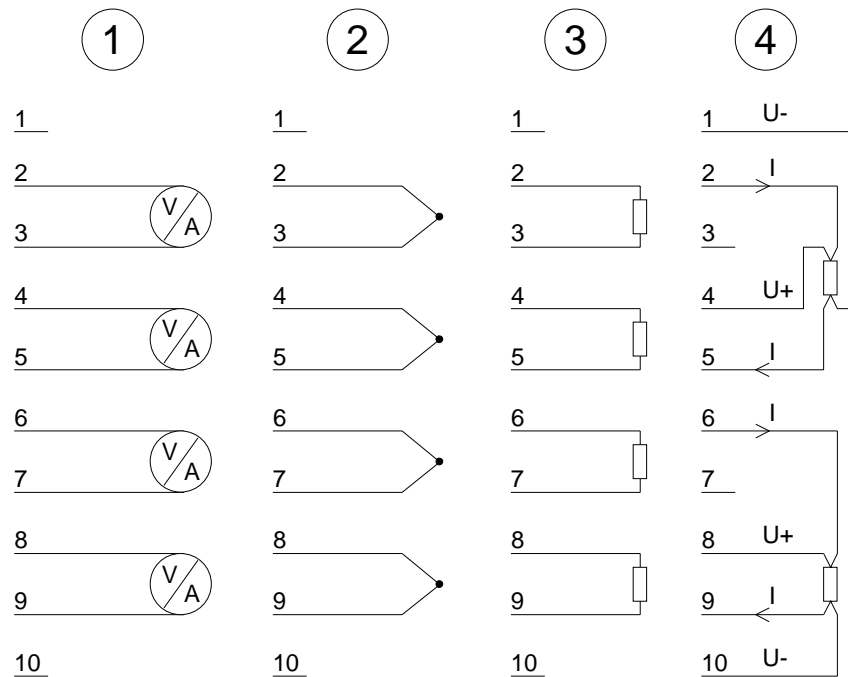 1 2 3 4
1 1 1 1 U-
2 2 2 2 I
V
A
3 3 3 3
4 4 4 4 U+
V
A
5 5 5 5 I
6 6 6 6 I
V
A
7 7 7 7
8 8 8 8 U+
V
A
9 9 9 9 I
10 10 10 10 U-